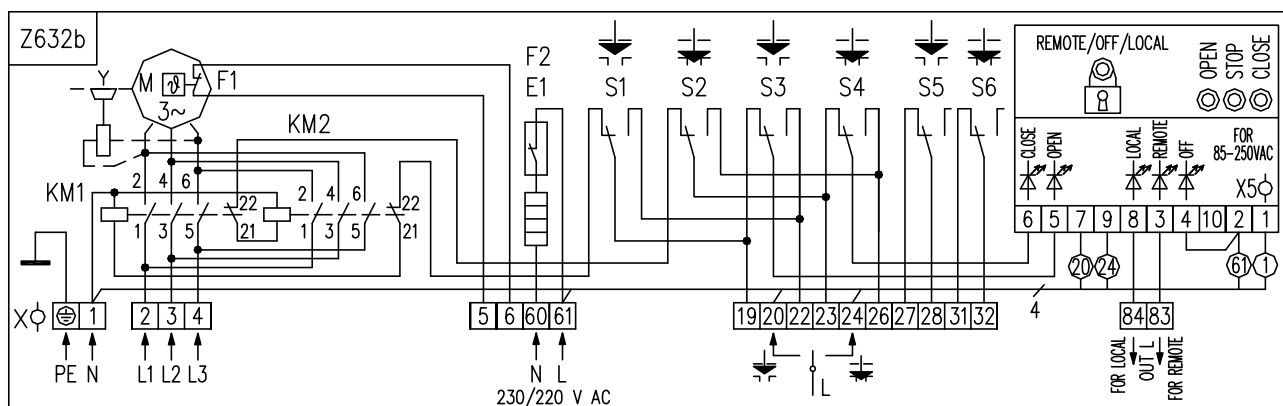 Z632b
Y
M
ϑ
3~
F1
F2
E1
S1 S2 S3 S4 S5 S6
REMOTE/OFF/LOCAL
OPEN
STOP
CLOSE
KM2
KM1
2 4 6
2 4 6
22
22
1 3 5
21
1 3 5
21
CLOSE
OPEN
LOCAL
REMOTE
OFF
FOR
85-250VAC
X5
6 5 7 9 8 3 4 10 2 1
20 24 61 1
4
X
1 2 3 4
5 6 60 61
19 20 22 23 24 26 27 28 31 32
84 83
PE N L1 L2 L3
N L
230/220 V AC
L
FOR LOCAL
OUT L
FOR REMOTE